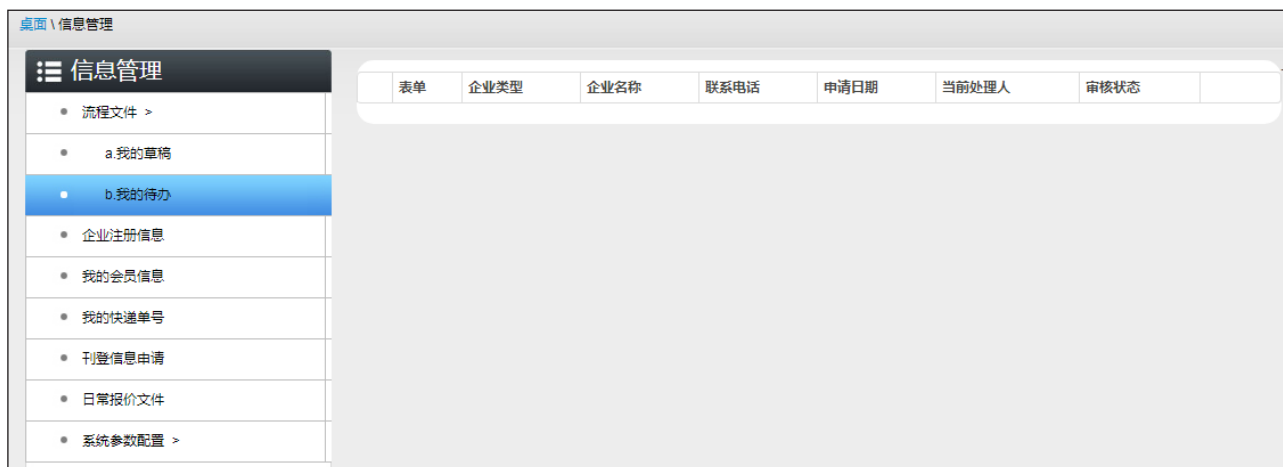 桌面 \ 信息管理
信息管理
流程文件 >
a.我的草稿
b.我的待办
企业注册信息
我的会员信息
我的快递单号
刊登信息申请
日常报价文件
系统参数配置 >
表单 企业类型 企业名称 联系电话 申请日期 当前处理人 审核状态